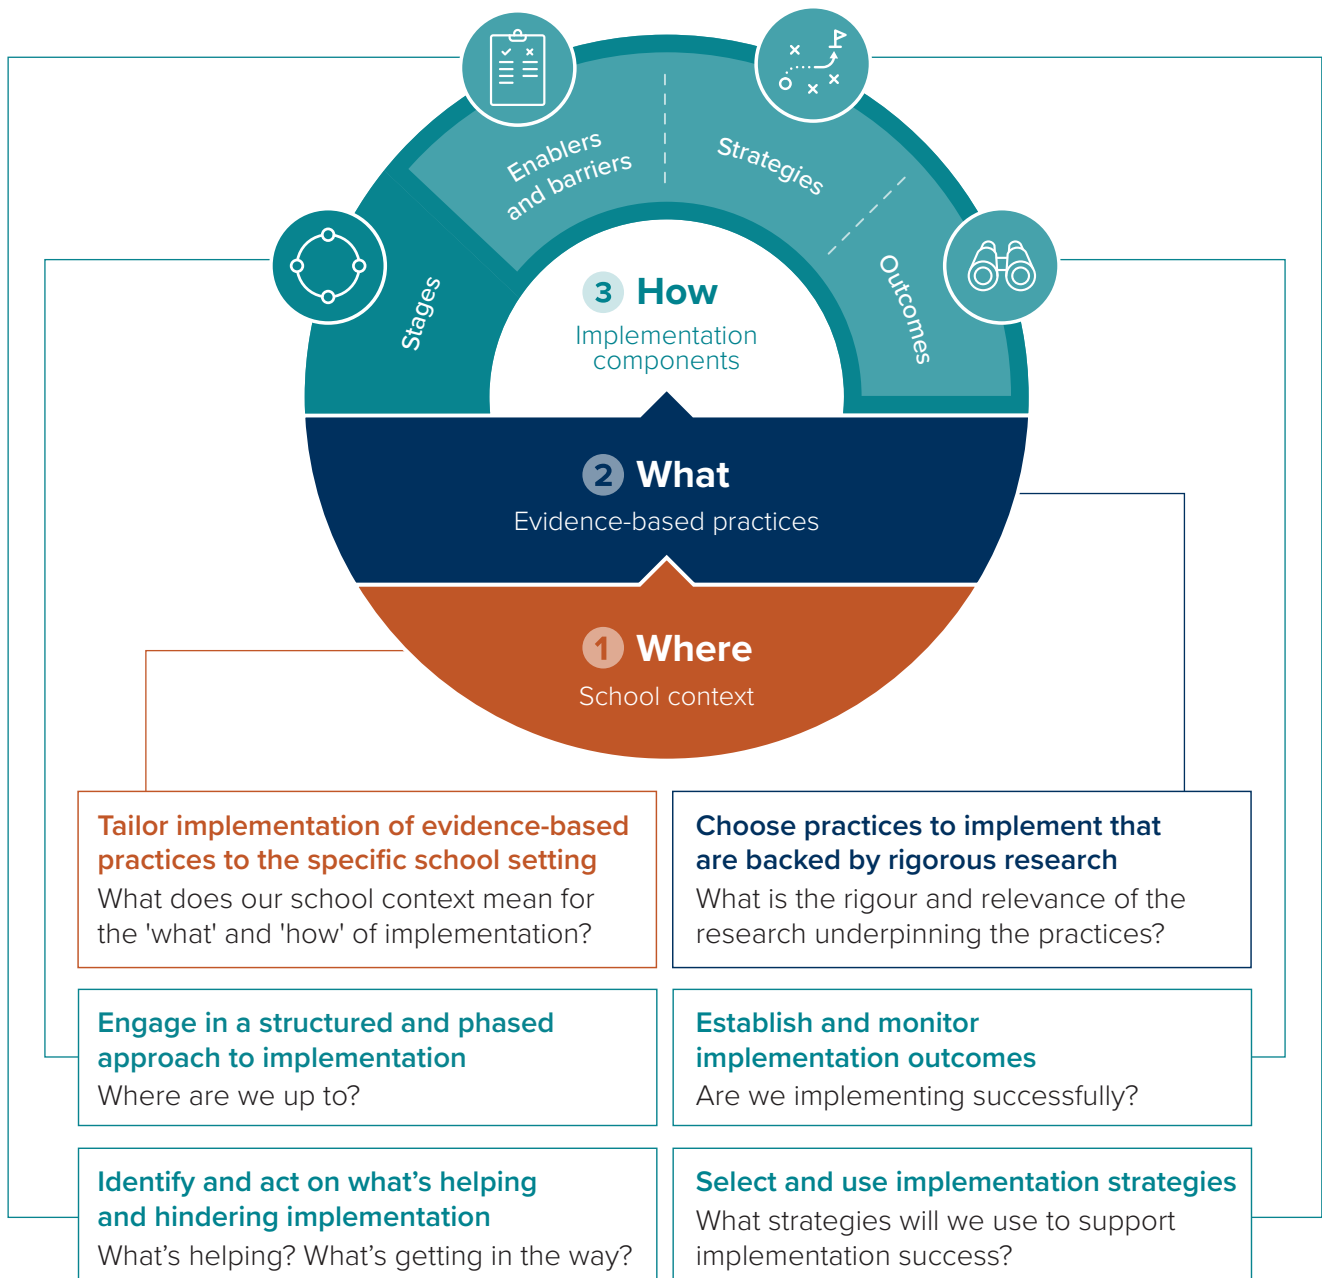 Enablers
and barriers
Strategies
Stages
Outcomes
3 How
Implementation
components
2 What
Evidence-based practices
1 Where
School context
Tailor implementation of evidence-based
practices to the specific school setting
What does our school context mean for
the 'what' and 'how' of implementation?
Choose practices to implement that
are backed by rigorous research
What is the rigour and relevance of the
research underpinning the practices?
Engage in a structured and phased
approach to implementation
Where are we up to?
Establish and monitor
implementation outcomes
Are we implementing successfully?
Identify and act on what’s helping
and hindering implementation
What’s helping? What’s getting in the way?
Select and use implementation strategies
What strategies will we use to support
implementation success?